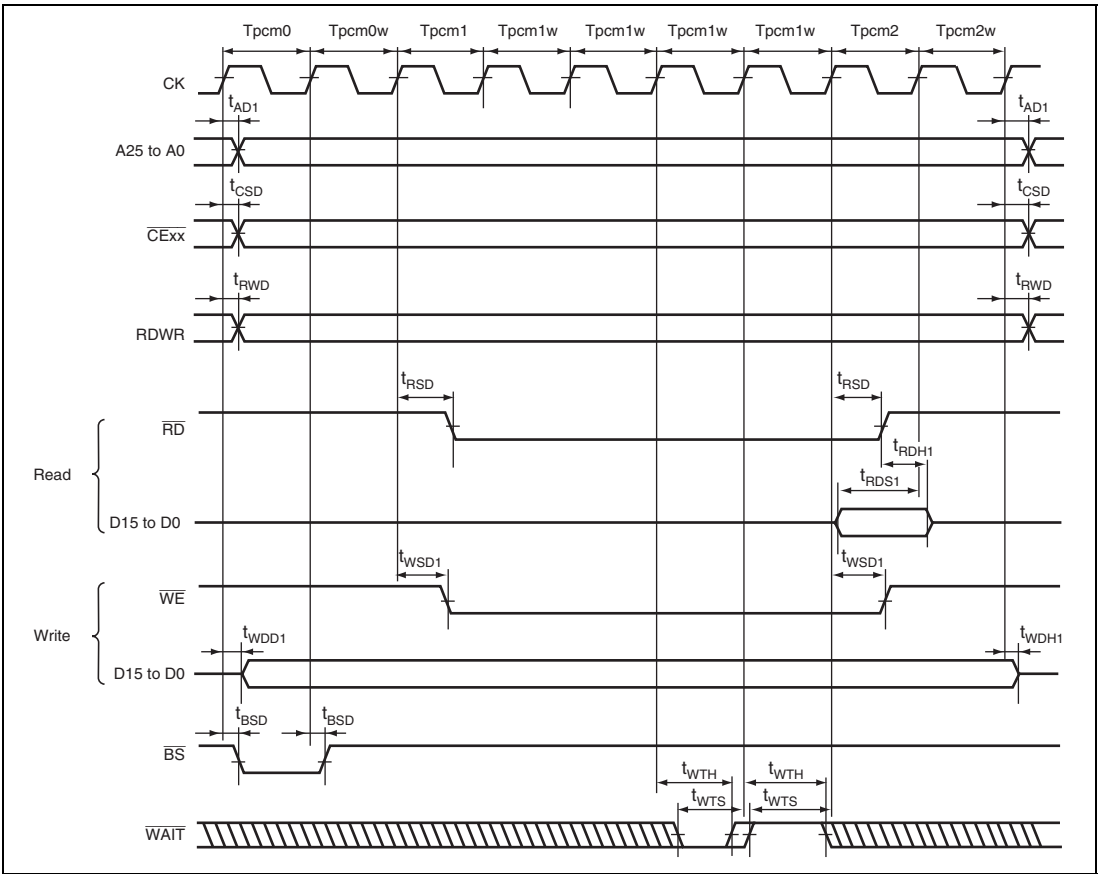 Tpcm0 Tpcm0w Tpcm1 Tpcm1w Tpcm1w Tpcm1w Tpcm1w Tpcm2 Tpcm2w
CK
tAD1 tAD1
A25 to A0
tCSD tCSD
CExx
tRWD tRWD
RDWR
tRSD tRSD
RD
tRDH1
Read
tRDS1
D15 to D0
tWSD1 tWSD1
WE
Write
tWDD1 tWDH1
D15 to D0
tBSD tBSD
BS
tWTH tWTH
tWTS tWTS
WAIT